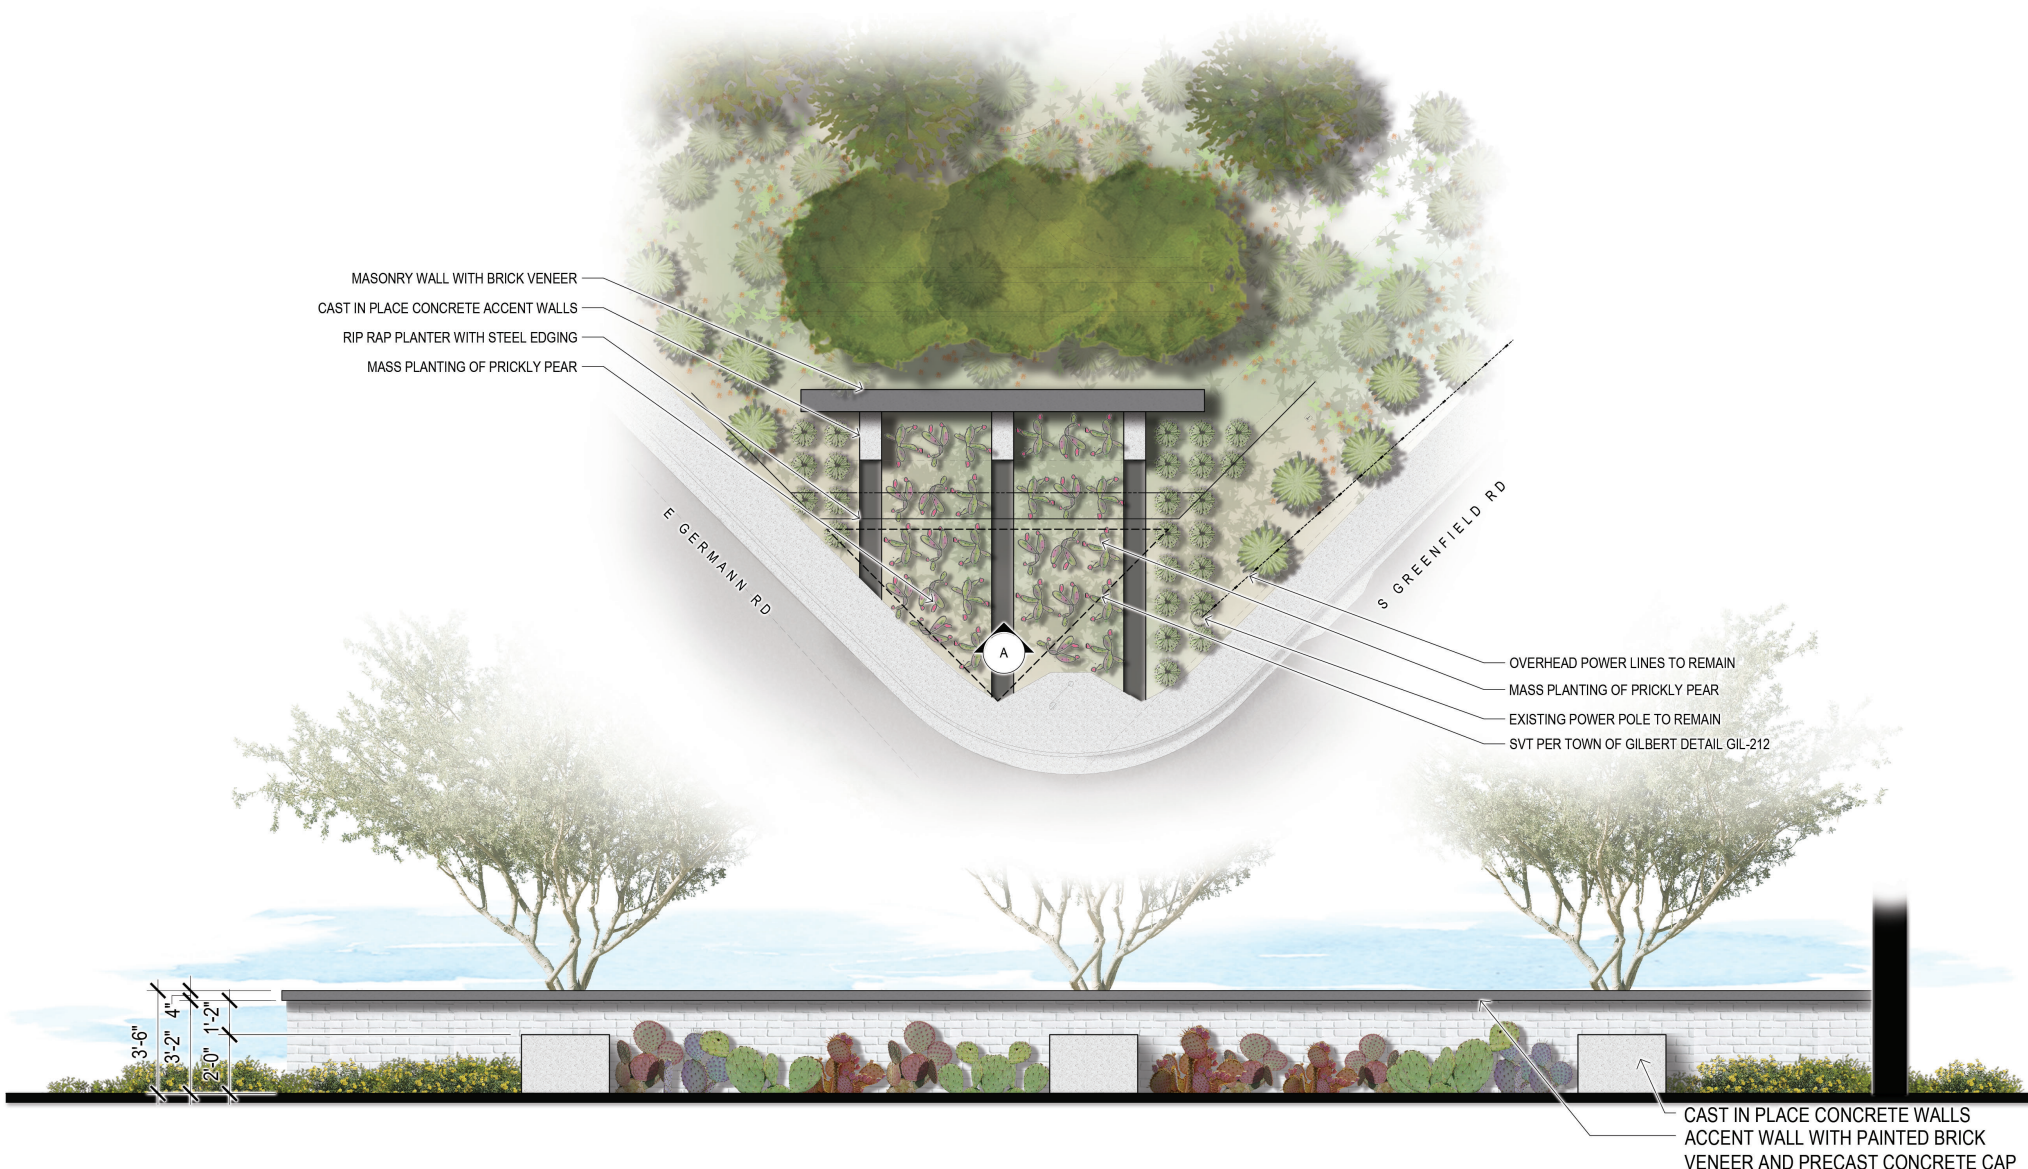 MASONRY WALL WITH BRICK VENEER
CAST IN PLACE CONCRETE ACCENT WALLS
RIP RAP PLANTER WITH STEEL EDGING
MASS PLANTING OF PRICKLY PEAR
E GERMANN RD
S GREENFIELD RD
A
OVERHEAD POWER LINES TO REMAIN
MASS PLANTING OF PRICKLY PEAR
EXISTING POWER POLE TO REMAIN
SVT PER TOWN OF GILBERT DETAIL GIL-212
3'-6"
3'-2" 4"
2'-0" 1'-2"
CAST IN PLACE CONCRETE WALLS
ACCENT WALL WITH PAINTED BRICK
VENEER AND PRECAST CONCRETE CAP